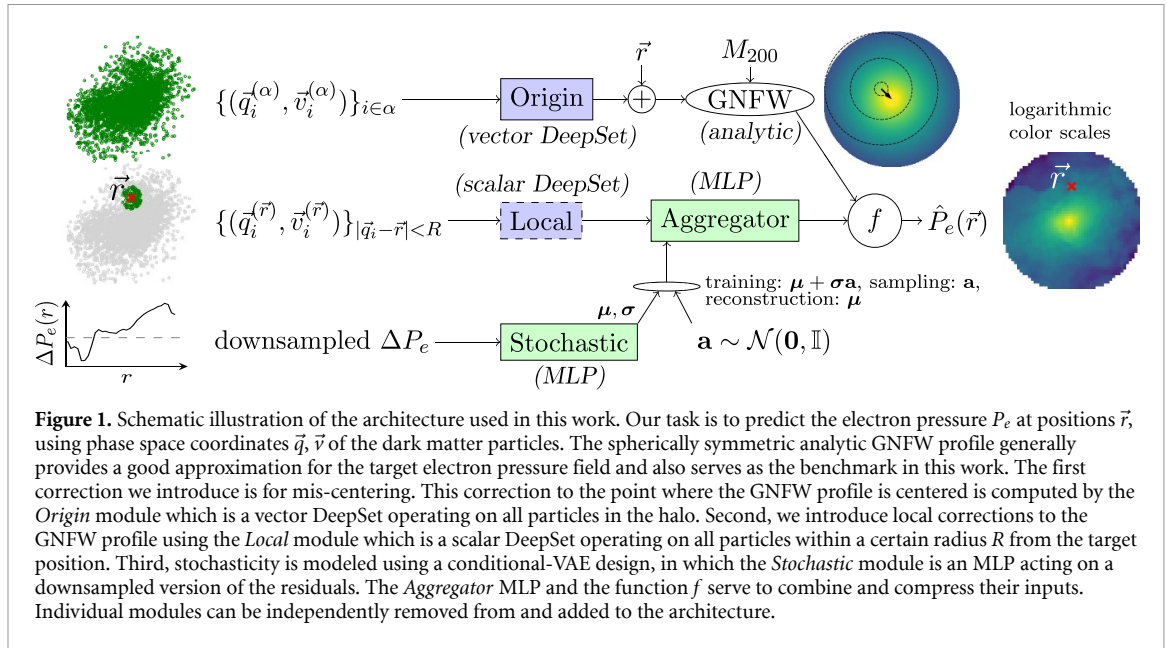 {(q⃗ᵢ^(α), v⃗ᵢ^(α))}_{i∈α}
Origin
(vector DeepSet)
r⃗
+
M₂₀₀
GNFW
(analytic)
logarithmic
color scales
r⃗
{(q⃗ᵢ^(r⃗), v⃗ᵢ^(r⃗))}_{|q⃗ᵢ−r⃗|<R}
(scalar DeepSet)
Local
(MLP)
Aggregator
f
P̂ₑ(r⃗)
r⃗
training: μ + σa, sampling: a,
reconstruction: μ
ΔPₑ(r)
r
downsampled ΔPₑ
μ, σ
Stochastic
(MLP)
a ∼ 𝒩(0, 𝕀)
Figure 1. Schematic illustration of the architecture used in this work. Our task is to predict the electron pressure Pₑ at positions r⃗,
using phase space coordinates q⃗, v⃗ of the dark matter particles. The spherically symmetric analytic GNFW profile generally
provides a good approximation for the target electron pressure field and also serves as the benchmark in this work. The first
correction we introduce is for mis-centering. This correction to the point where the GNFW profile is centered is computed by the
Origin module which is a vector DeepSet operating on all particles in the halo. Second, we introduce local corrections to the
GNFW profile using the Local module which is a scalar DeepSet operating on all particles within a certain radius R from the target
position. Third, stochasticity is modeled using a conditional-VAE design, in which the Stochastic module is an MLP acting on a
downsampled version of the residuals. The Aggregator MLP and the function f serve to combine and compress their inputs.
Individual modules can be independently removed from and added to the architecture.